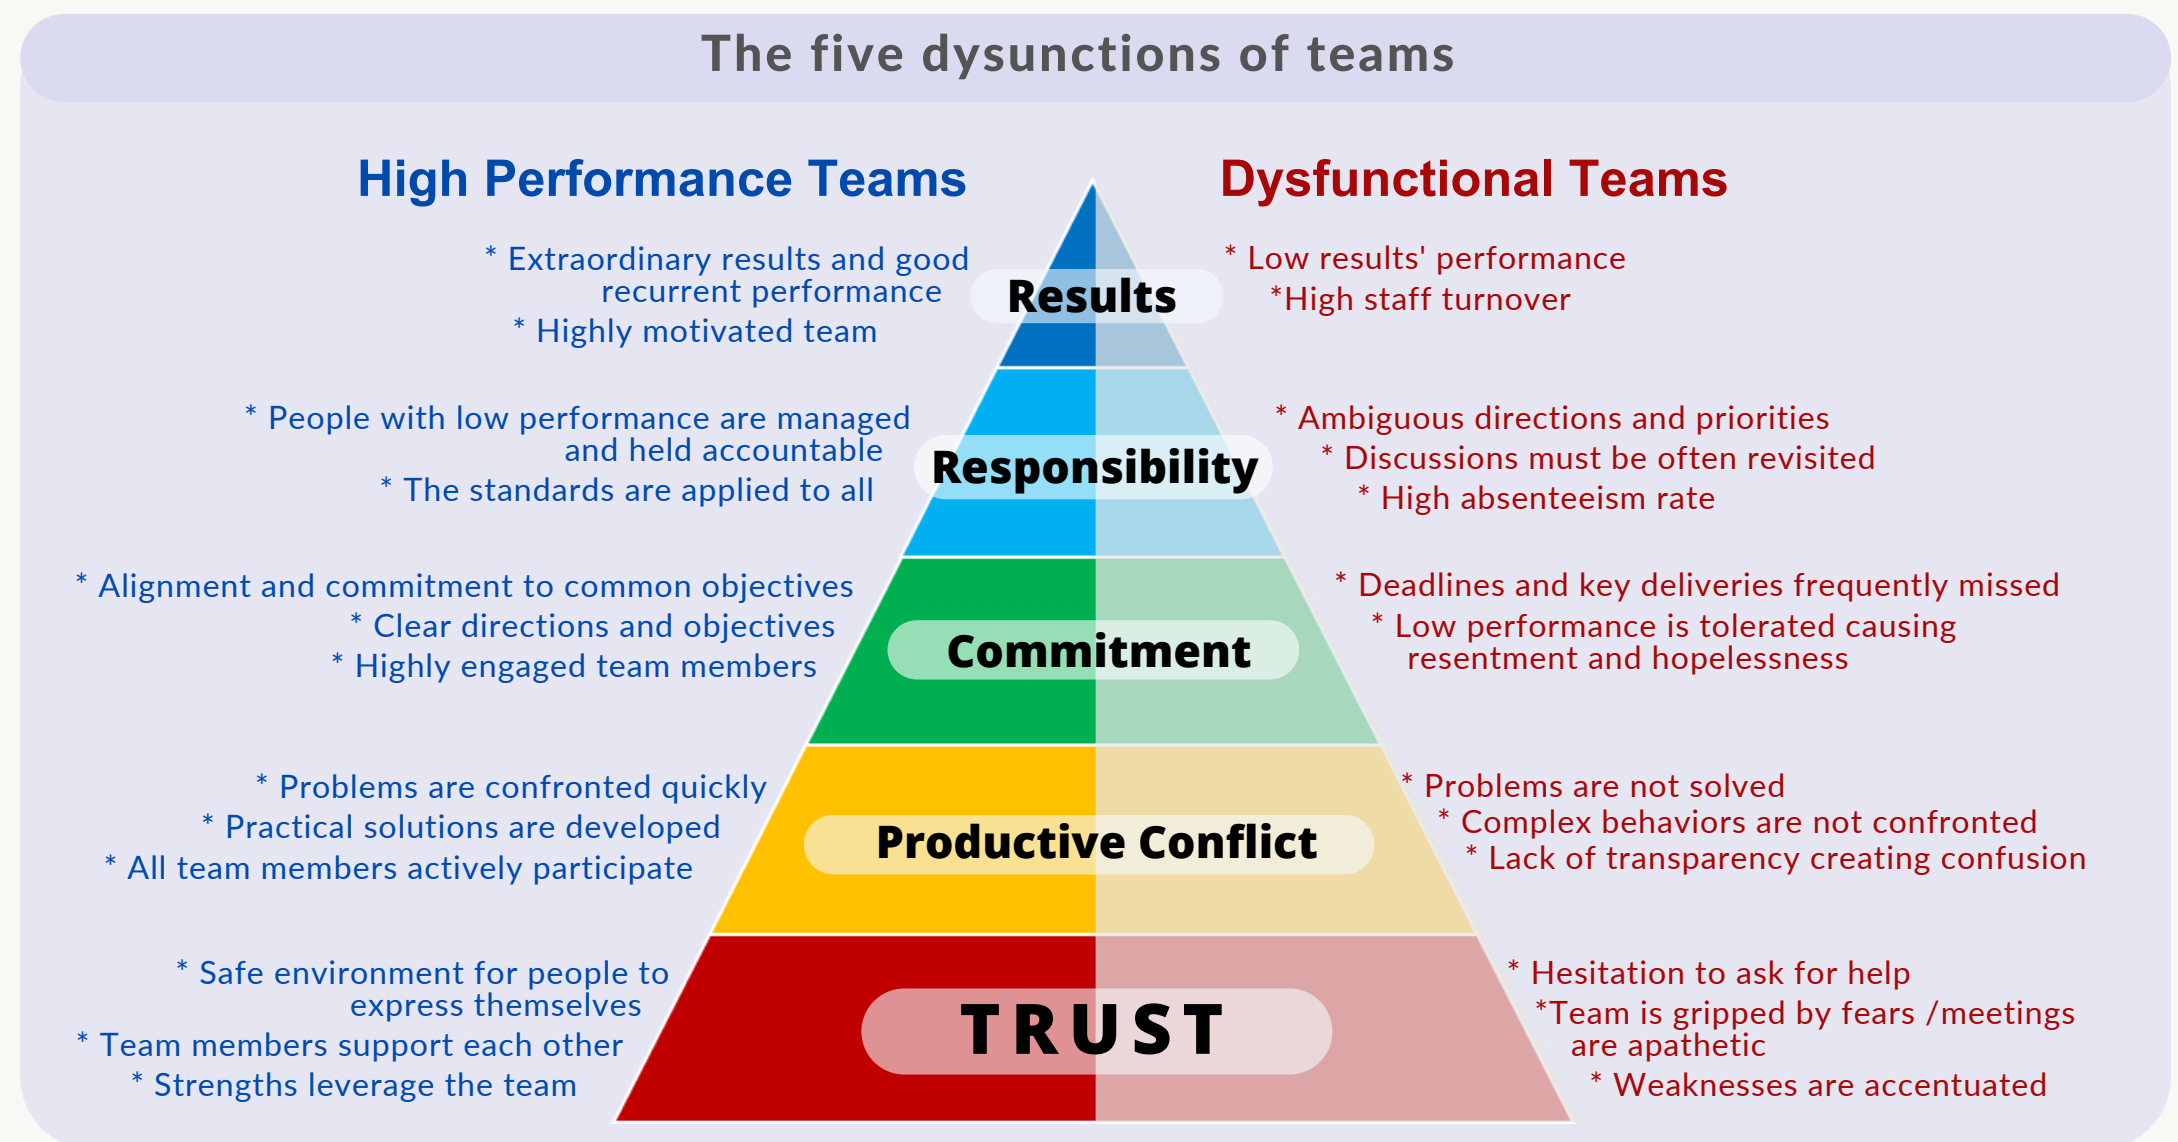 The five dysunctions of teams
High Performance Teams
Dysfunctional Teams
* Extraordinary results and good
recurrent performance
* Highly motivated team
Results
* Low results' performance
*High staff turnover
* People with low performance are managed
and held accountable
* The standards are applied to all
Responsibility
* Ambiguous directions and priorities
* Discussions must be often revisited
* High absenteeism rate
* Alignment and commitment to common objectives
* Clear directions and objectives
* Highly engaged team members
Commitment
* Deadlines and key deliveries frequently missed
* Low performance is tolerated causing
resentment and hopelessness
* Problems are confronted quickly
* Practical solutions are developed
* All team members actively participate
Productive Conflict
* Problems are not solved
* Complex behaviors are not confronted
* Lack of transparency creating confusion
* Safe environment for people to
express themselves
* Team members support each other
* Strengths leverage the team
TRUST
* Hesitation to ask for help
*Team is gripped by fears /meetings
are apathetic
* Weaknesses are accentuated